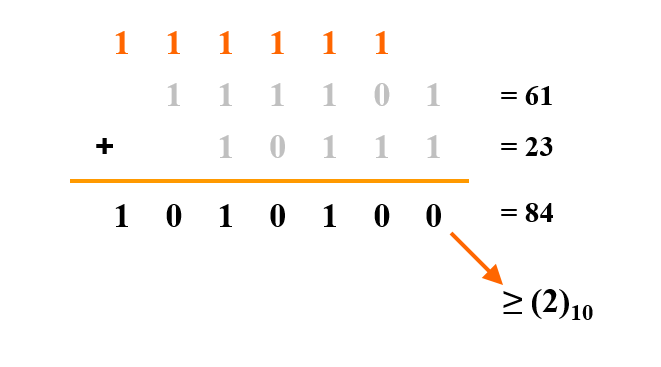 1 1 1 1 1 1
1 1 1 1 0 1 = 61
+ 1 0 1 1 1 = 23
1 0 1 0 1 0 0 = 84
≥ (2)₁₀